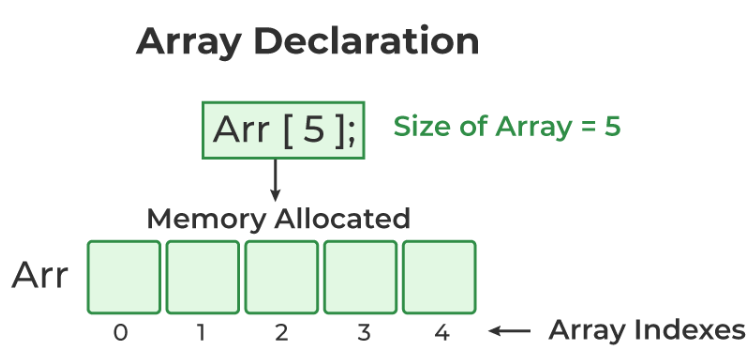 Array Declaration
Arr [ 5 ]; Size of Array = 5
Memory Allocated
Arr
0 1 2 3 4 Array Indexes